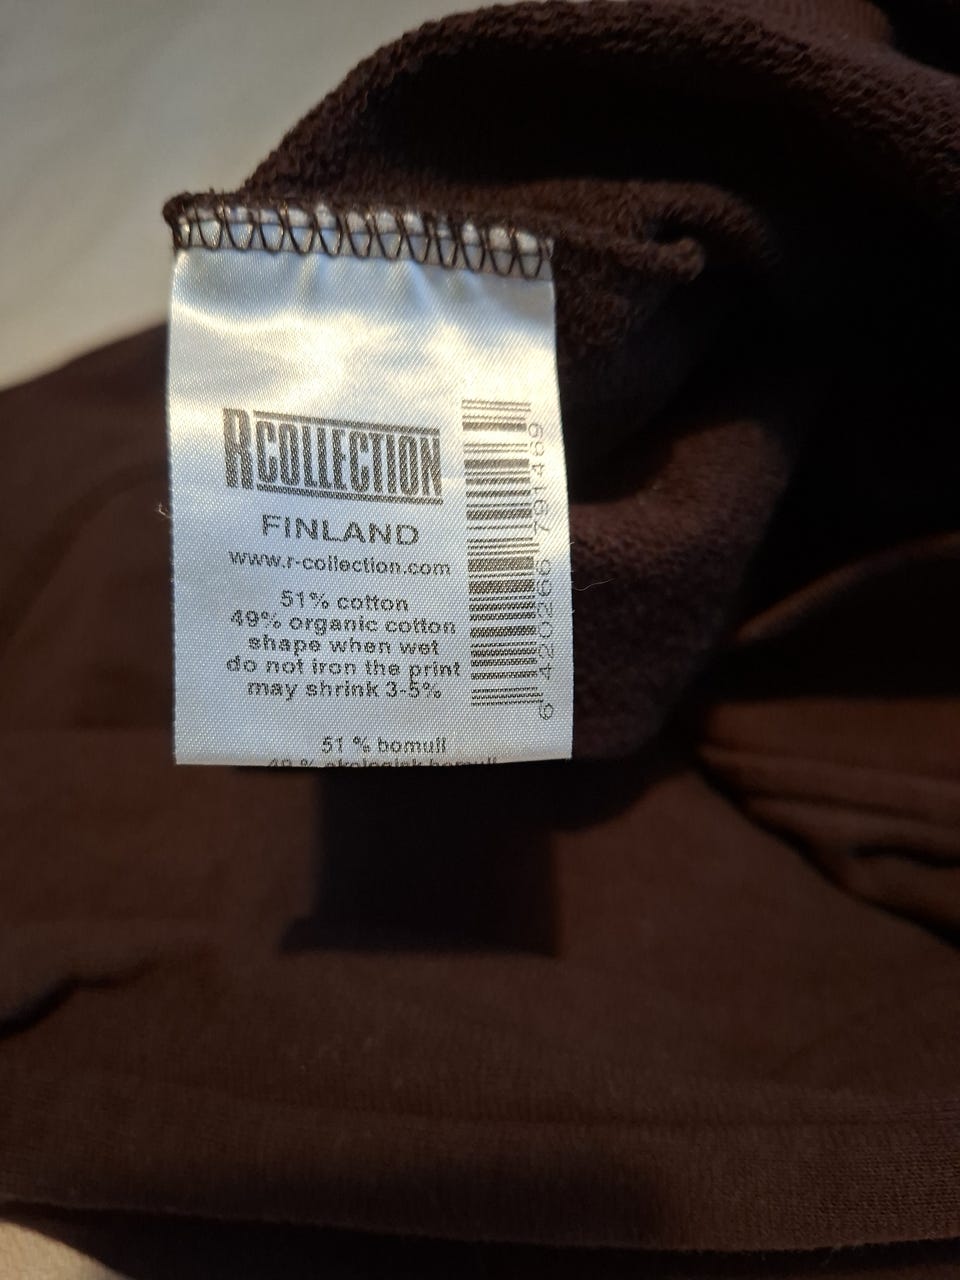 RCOLLECTION
FINLAND
www.r-collection.com
51% cotton
49% organic cotton
shape when wet
do not iron the print
may shrink 3-5%
51 % bomull
6 420266 791469